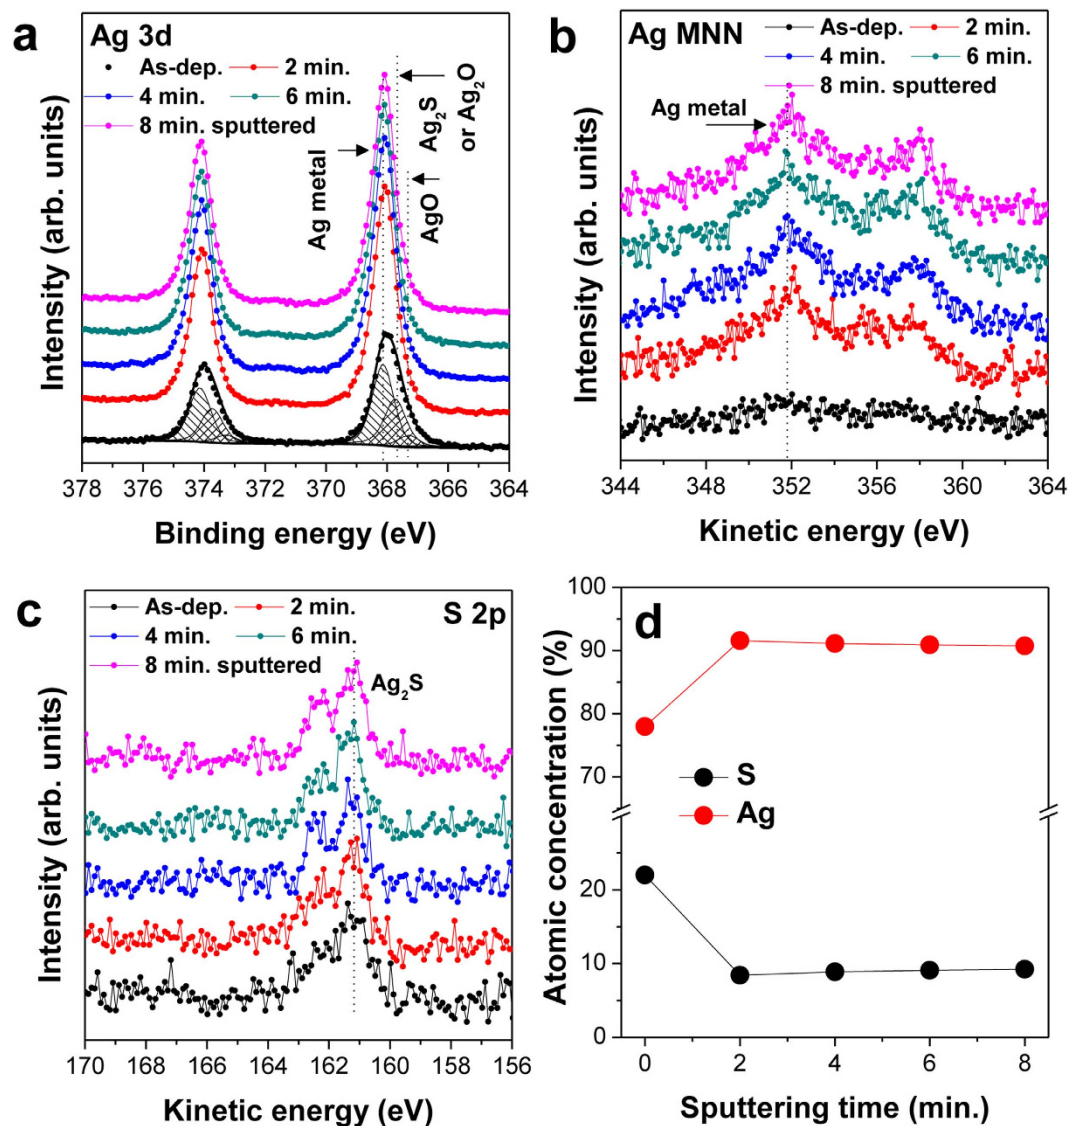 a
Ag 3d
As-dep. 2 min.
4 min. 6 min.
8 min. sputtered
Ag metal
Ag2S
or Ag2O
AgO
Intensity (arb. units)
378 376 374 372 370 368 366 364
Binding energy (eV)
b
Ag MNN
As-dep. 2 min.
4 min. 6 min.
8 min. sputtered
Ag metal
Intensity (arb. units)
344 348 352 356 360 364
Kinetic energy (eV)
c
S 2p
As-dep. 2 min.
4 min. 6 min.
8 min. sputtered
Ag2S
Intensity (arb. units)
170 168 166 164 162 160 158 156
Kinetic energy (eV)
d
100
90
80
70
20
10
0
S
Ag
Atomic concentration (%)
0 2 4 6 8
Sputtering time (min.)